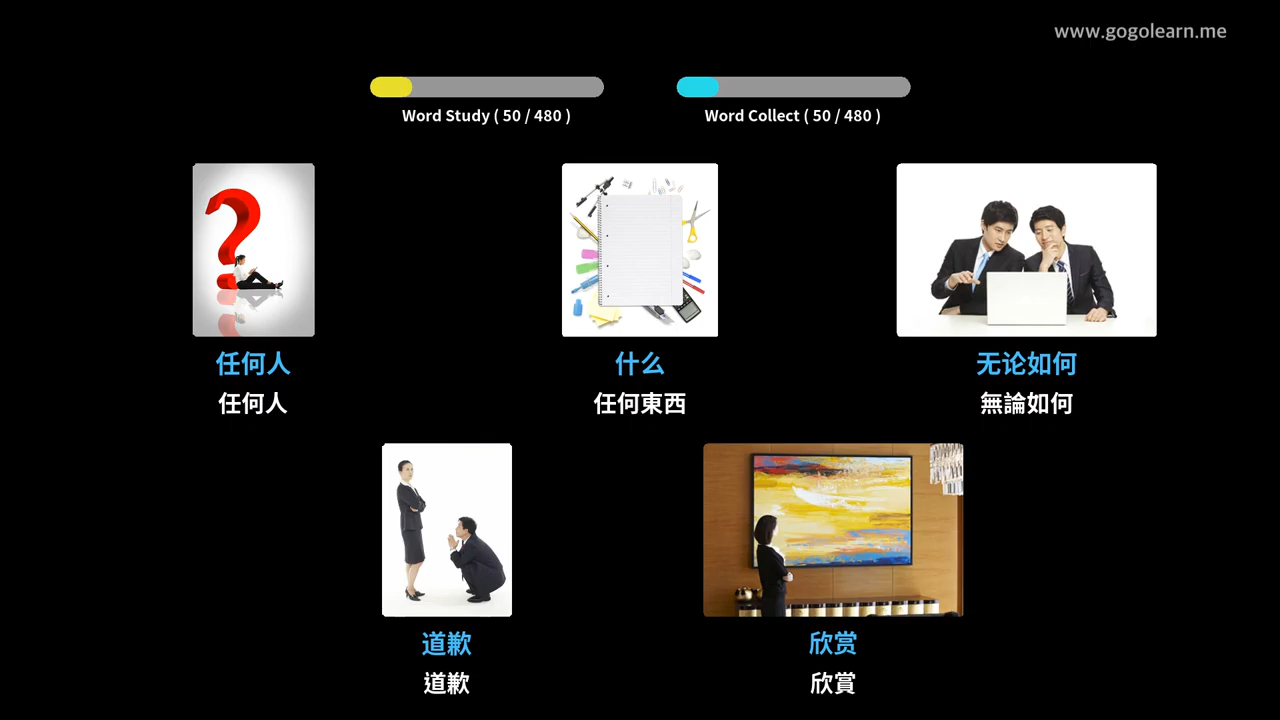 www.gogolearn.me
Word Study ( 50 / 480 )
Word Collect ( 50 / 480 )
任何人
什么
无论如何
任何人
任何東西
無論如何
道歉
欣赏
道歉
欣賞